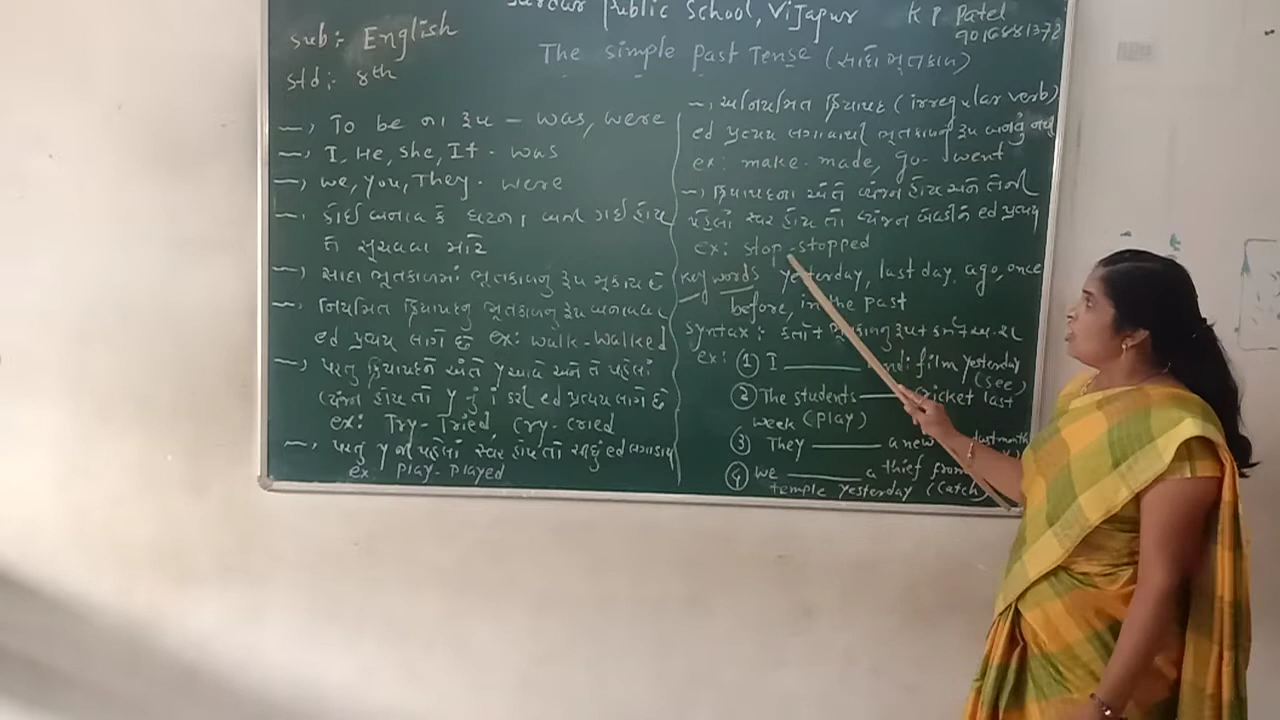 Sardar Public School, Vijapur
K P Patel
9016881372
Sub:- English
Std:- 8th
The simple past Tense (સાદો ભૂતકાળ)
→ To be ના રૂપ - was, were
→ I, He, she, It - was
→ we, you, They - were
→ કોઈ બનાવ કે ઘટના બની ગઈ હોય
તે સૂચવવા માટે
→ સાદા ભૂતકાળમાં ભૂતકાળનું રૂપ મૂકાય છે
→ નિયમિત ક્રિયાપદનું ભૂતકાળનું રૂપ બનાવવા
ed પ્રત્યય લાગે છે ex: walk-walked
→ પરંતુ ક્રિયાપદને અંતે y આવે અને તે પહેલાં
વ્યંજન હોય તો y નું i કરી ed પ્રત્યય લાગે છે
ex: Try-Tried Cry-cried
→ પરંતુ y ની પહેલાં સ્વર હોય તો સીધું ed લગાડાય
ex. play-played
→ અનિયમિત ક્રિયાપદ (irregular verb)
ed પ્રત્યય લગાવવાથી ભૂતકાળનું રૂપ બનતું નથી
ex: make-made, go-went
→ ક્રિયાપદના અંતે વ્યંજન હોય અને તેની
પહેલાં સ્વર હોય તો વ્યંજન બેવડીને ed પ્રત્યય
ex: stop-stopped
key words yesterday, last day, ago, once
before, in the past
Syntax: કર્તા + રૂપ + કર્મ +
ex: ① I ______ film yesterday
(see)
② The students ______ cricket last
week (play)
③ They ______ a new last month
④ we ______ a thief from
temple yesterday (catch)